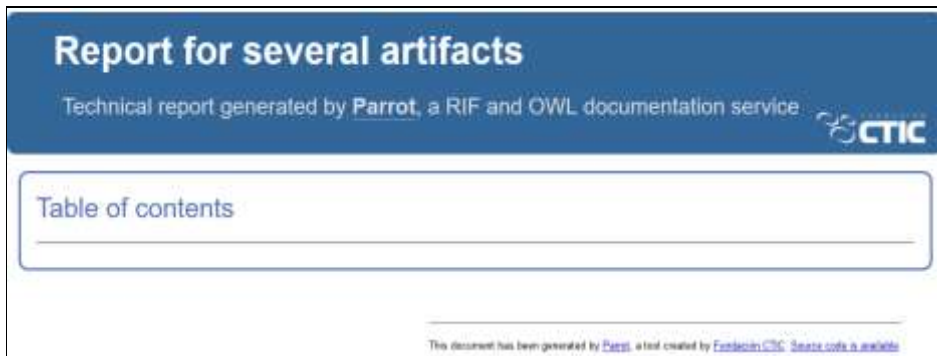 Report for several artifacts
Technical report generated by Parrot, a RIF and OWL documentation service
CTIC
Table of contents
This document has been generated by Parrot, a tool created by Fundación CTIC. Source code is available